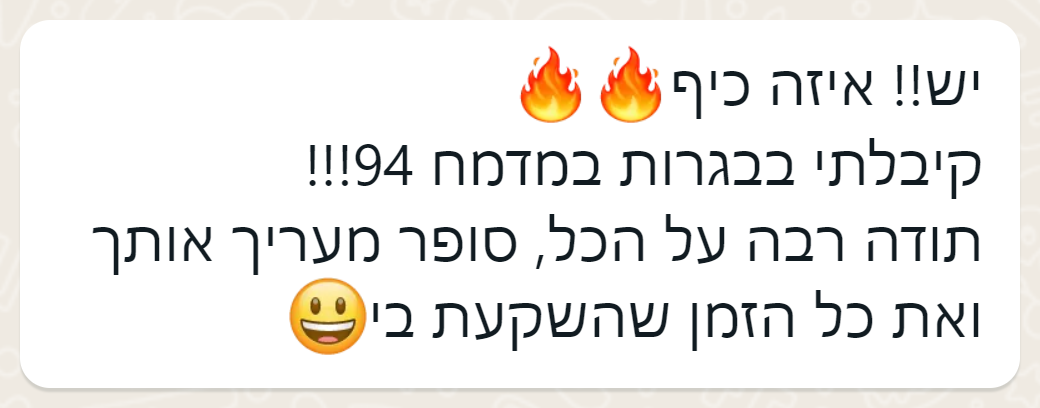 יש!! איזה כיף🔥🔥
קיבלתי בבגרות במדמח 94!!!
תודה רבה על הכל, סופר מעריך אותך
ואת כל הזמן שהשקעת בי😃